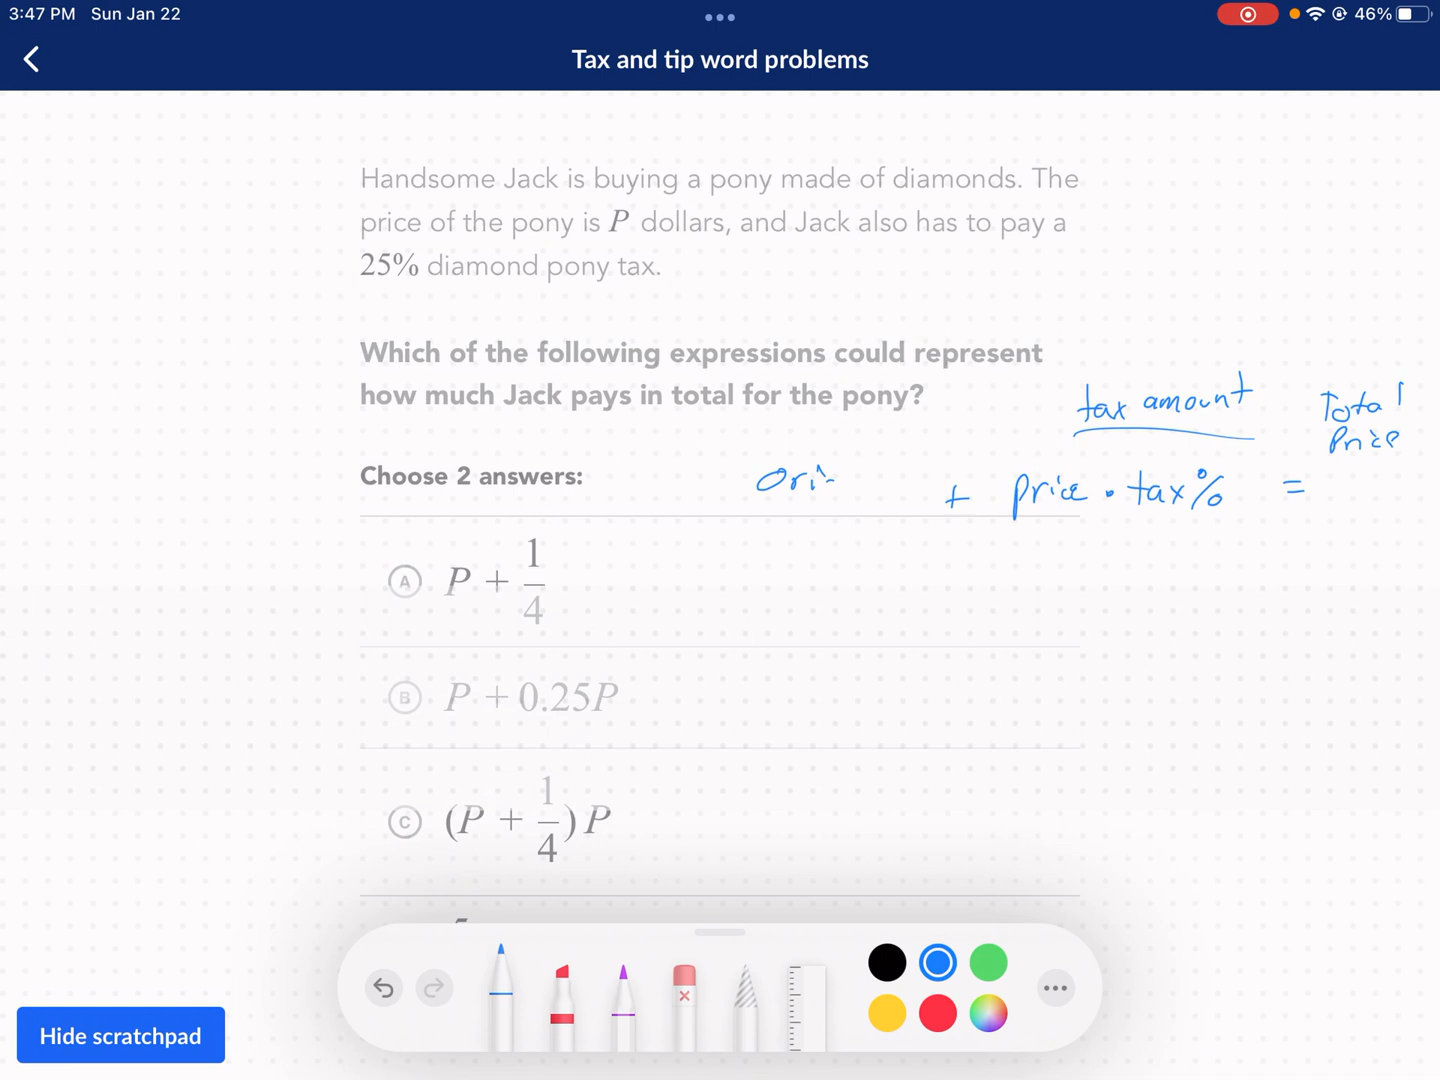 3:47 PM Sun Jan 22
46%
Tax and tip word problems
Handsome Jack is buying a pony made of diamonds. The
price of the pony is P dollars, and Jack also has to pay a
25% diamond pony tax.
Which of the following expressions could represent
how much Jack pays in total for the pony?
tax amount
Total
Price
Choose 2 answers:
Ori
+ price · tax% =
A P + 1/4
B P + 0.25P
C (P + 1/4)P
Hide scratchpad